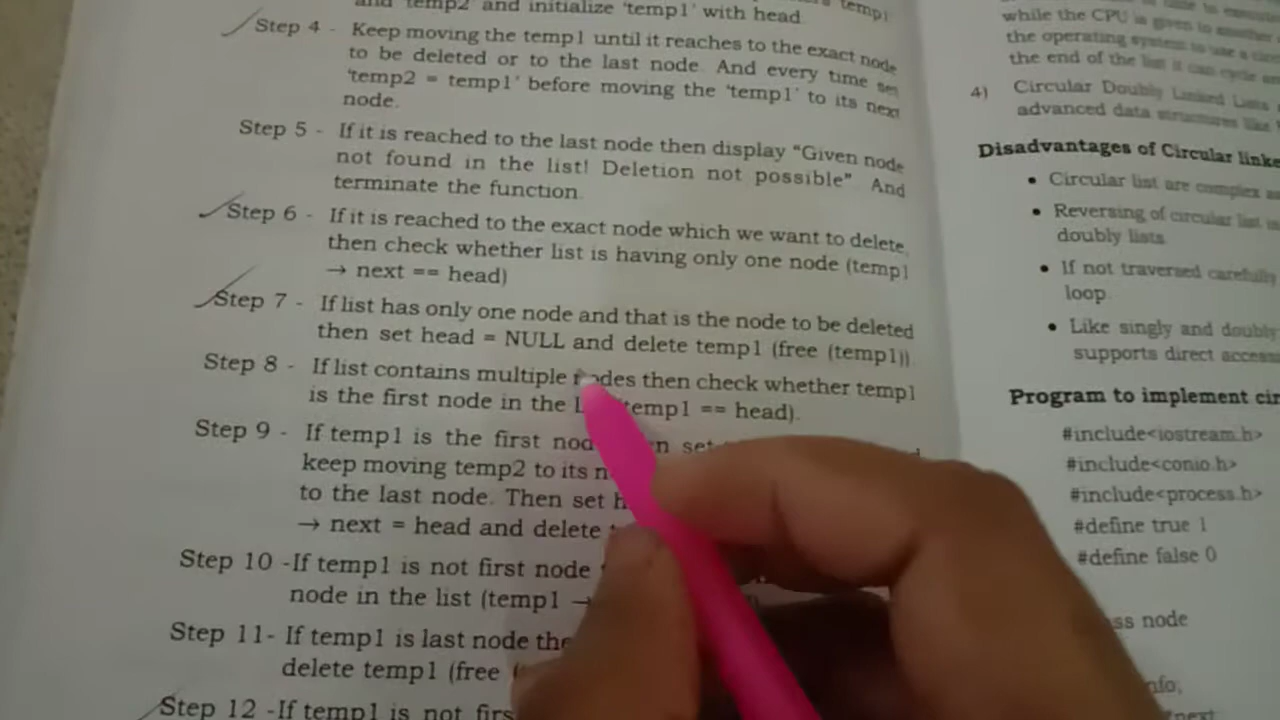 and 'temp2' and initialize 'temp1' with head.
temp1
Step 4 - Keep moving the temp1 until it reaches to the exact node
to be deleted or to the last node. And every time set
'temp2 = temp1' before moving the 'temp1' to its next
node.
Step 5 - If it is reached to the last node then display "Given node
not found in the list! Deletion not possible". And
terminate the function.
Step 6 - If it is reached to the exact node which we want to delete,
then check whether list is having only one node (temp1
→ next == head)
Step 7 - If list has only one node and that is the node to be deleted
then set head = NULL and delete temp1 (free (temp1)).
Step 8 - If list contains multiple nodes then check whether temp1
is the first node in the (temp1 == head).
Step 9 - If temp1 is the first set
keep moving temp2 to its
to the last node. Then set
→ next = head and delete
Step 10 -If temp1 is not first node
node in the list (temp1 →
Step 11- If temp1 is last node
delete temp1 (free
Step 12 -If temp1 is not
while the CPU is given to another
the operating system to use a
the end of the list it can cycle
4) Circular Doubly Linked Lists
advanced data structures like
Disadvantages of Circular
• Circular list are complex
• Reversing of circular list
doubly lists.
• If not traversed carefully
loop.
• Like singly and doubly
supports direct
Program to implement
#include<iostream.h>
#include<conio.h>
#include<process.h>
#define true 1
#define false 0
node